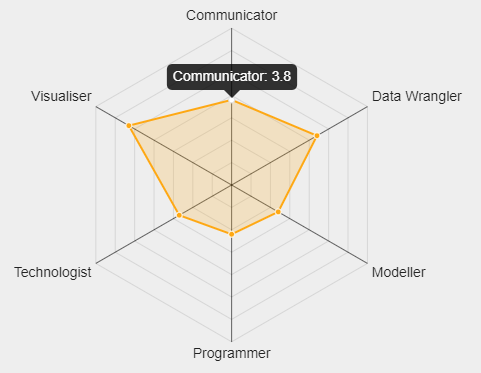 Communicator
Communicator: 3.8
Visualiser
Data Wrangler
Technologist
Modeller
Programmer